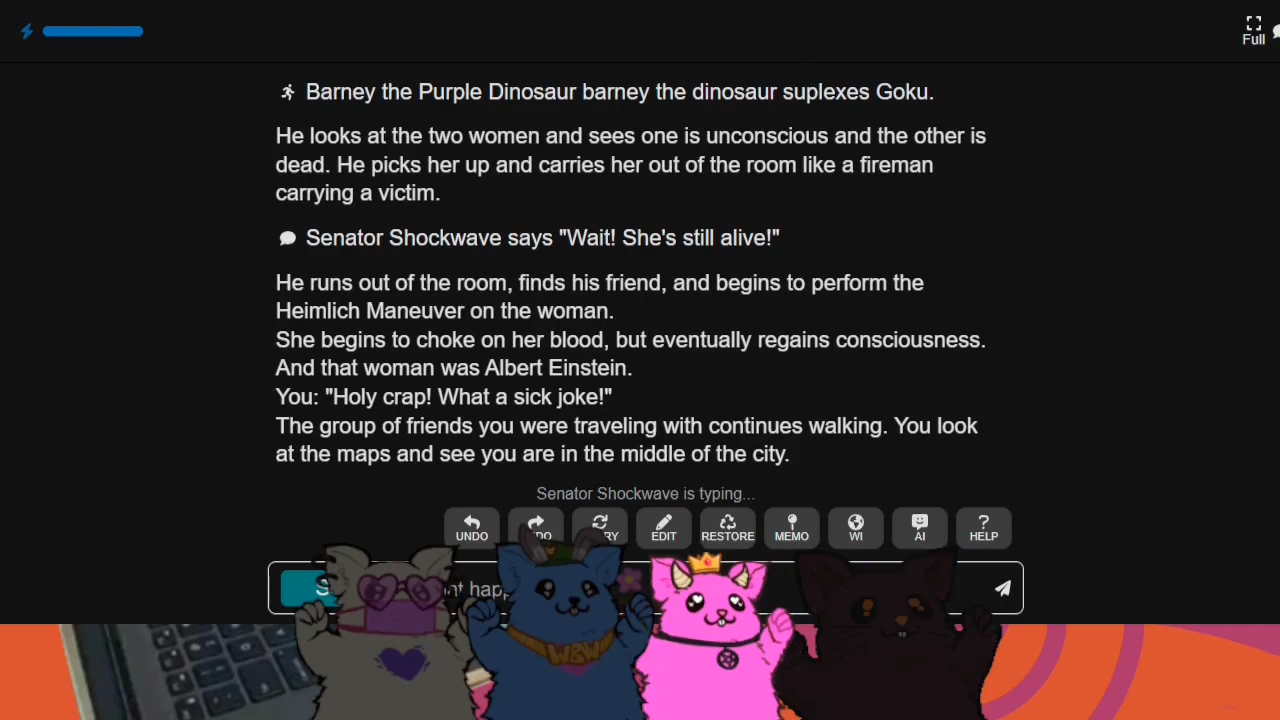 Full
Barney the Purple Dinosaur barney the dinosaur suplexes Goku.
He looks at the two women and sees one is unconscious and the other is
dead. He picks her up and carries her out of the room like a fireman
carrying a victim.
Senator Shockwave says "Wait! She's still alive!"
He runs out of the room, finds his friend, and begins to perform the
Heimlich Maneuver on the woman.
She begins to choke on her blood, but eventually regains consciousness.
And that woman was Albert Einstein.
You: "Holy crap! What a sick joke!"
The group of friends you were traveling with continues walking. You look
at the maps and see you are in the middle of the city.
Senator Shockwave is typing...
UNDO EDIT RESTORE MEMO WI AI HELP
WBW